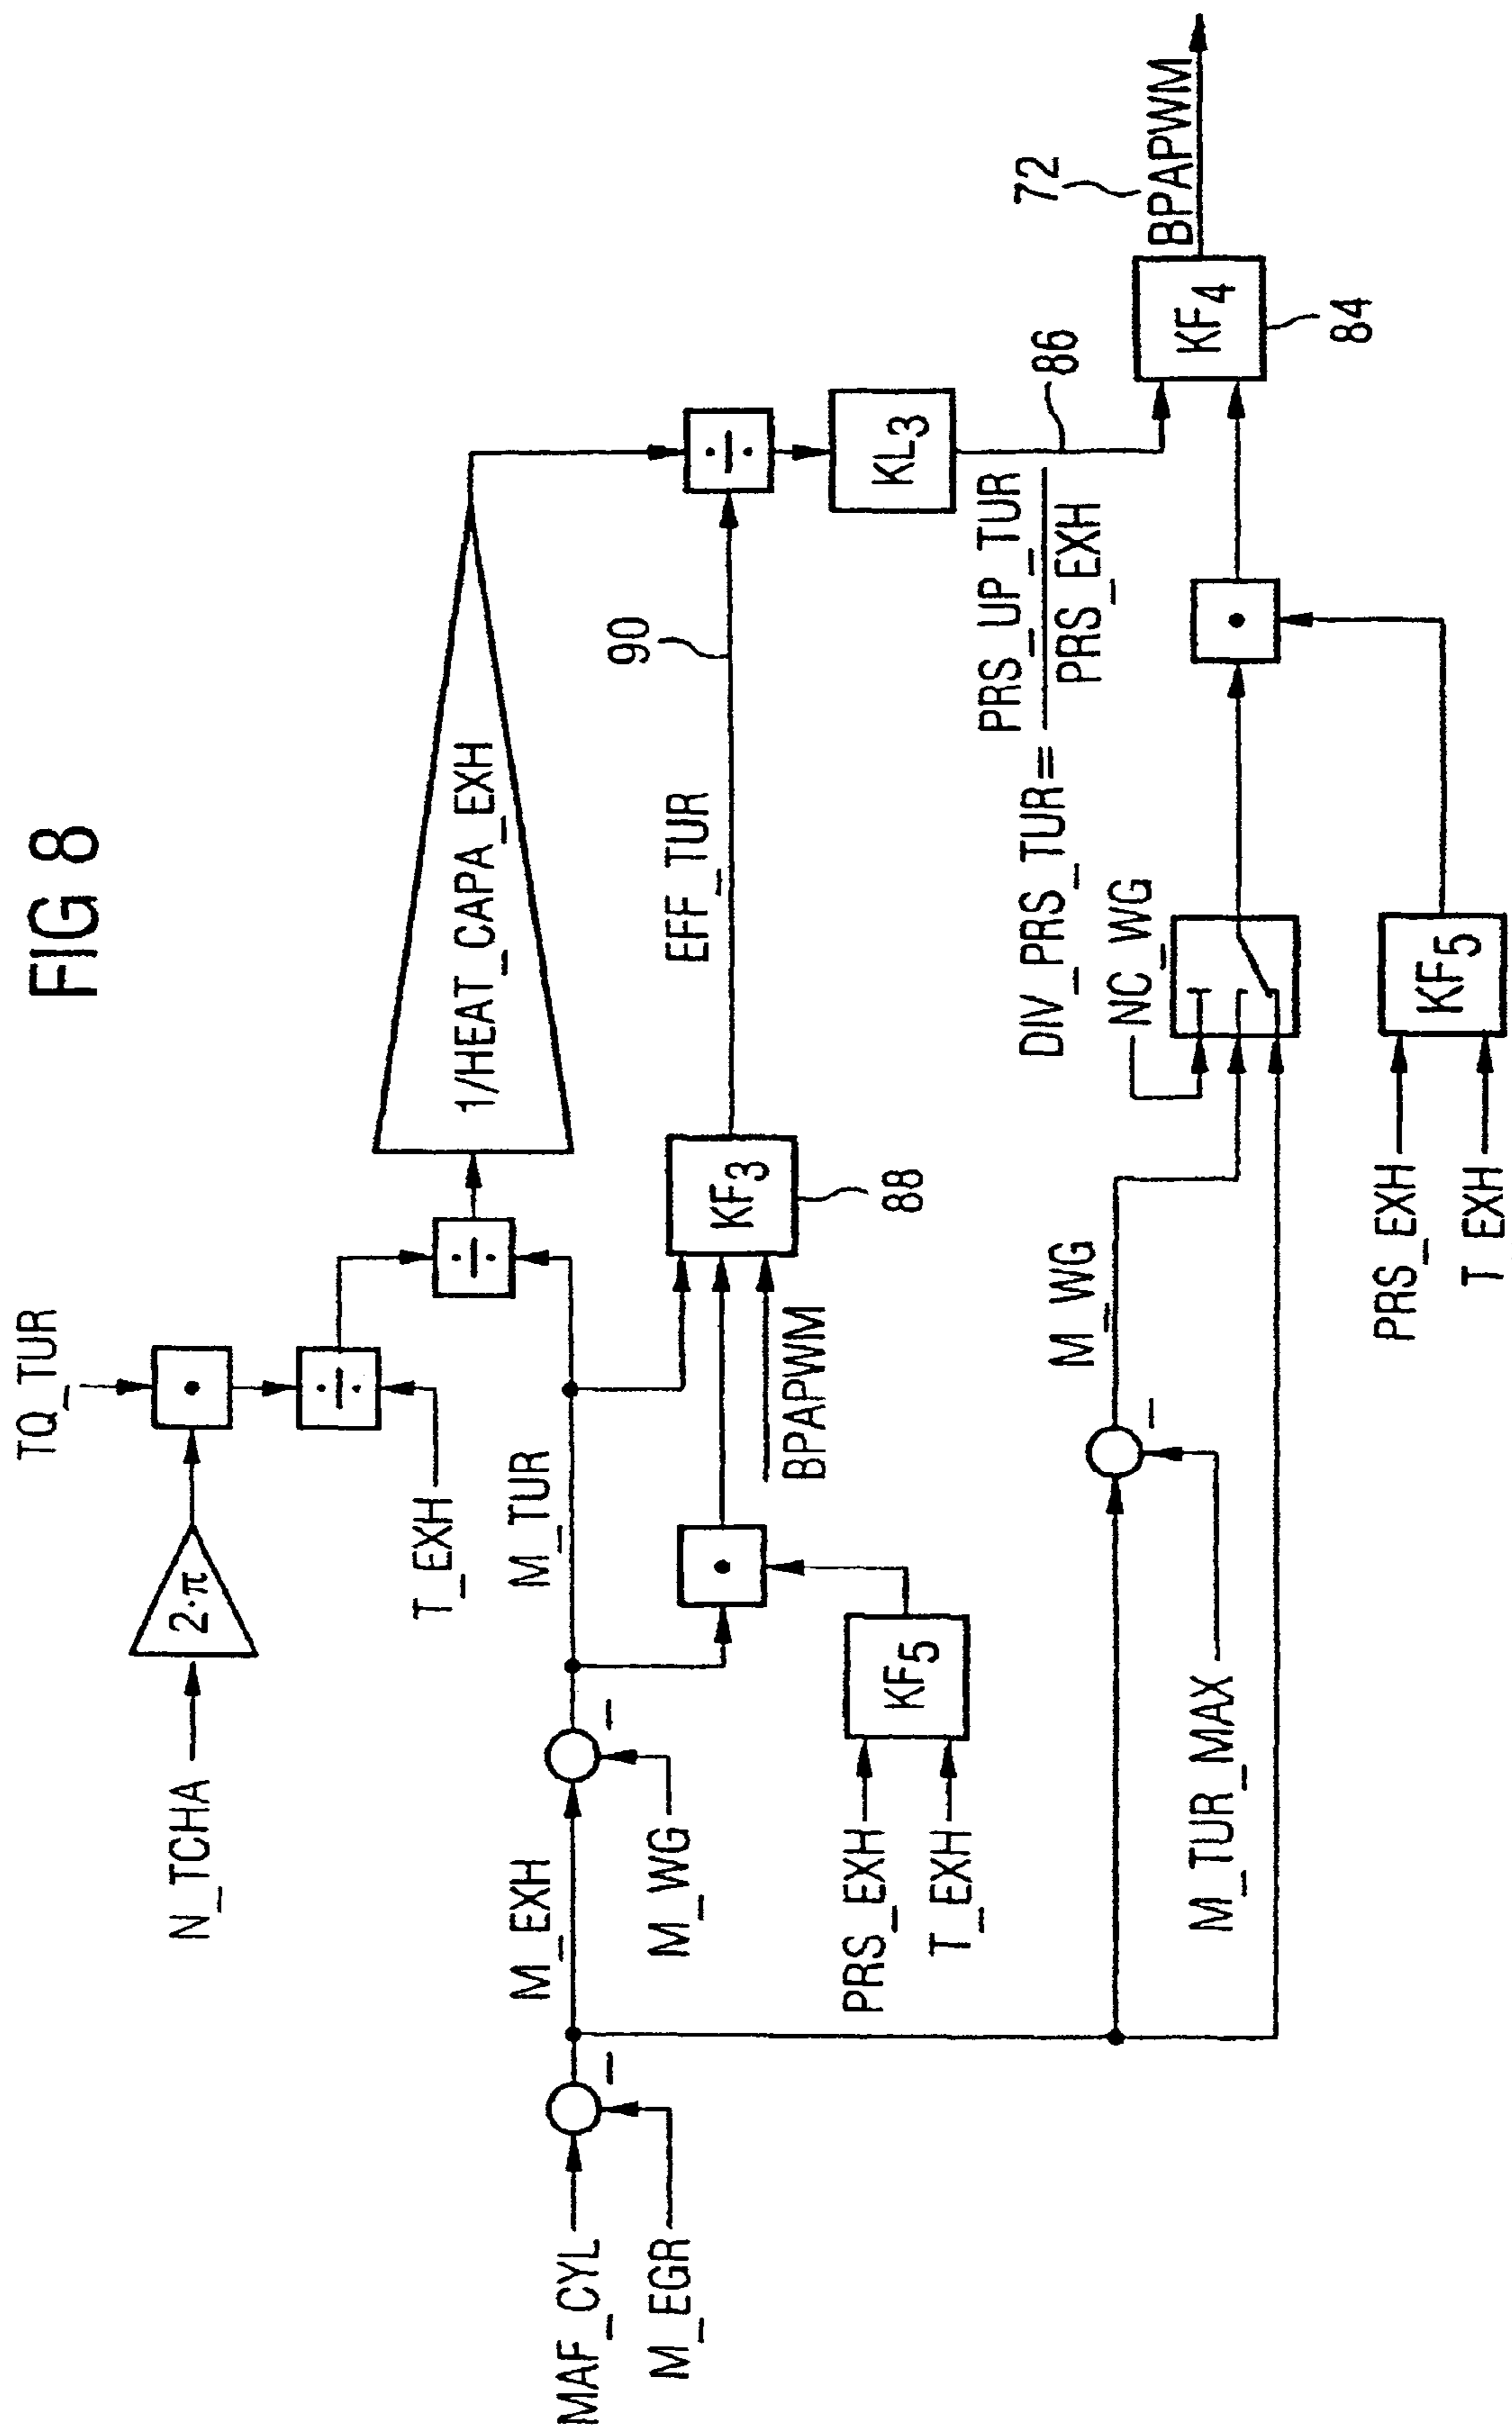 FIG 8
TQ_TUR
N_TCHA
2·π
T_EXH
1/HEAT_CAPA_EXH
MAF_CYL
M_EGR
M_EXH
M_WG
M_TUR
KF3
88
EFF_TUR
90
BPAPWM
PRS_EXH
T_EXH
KF5
KL3
86
DIV_PRS_TUR= PRS_UP_TUR
PRS_EXH
M_TUR_MAX
M_WG
NC_WG
PRS_EXH
T_EXH
KF5
KF4
84
72
BPAPWM